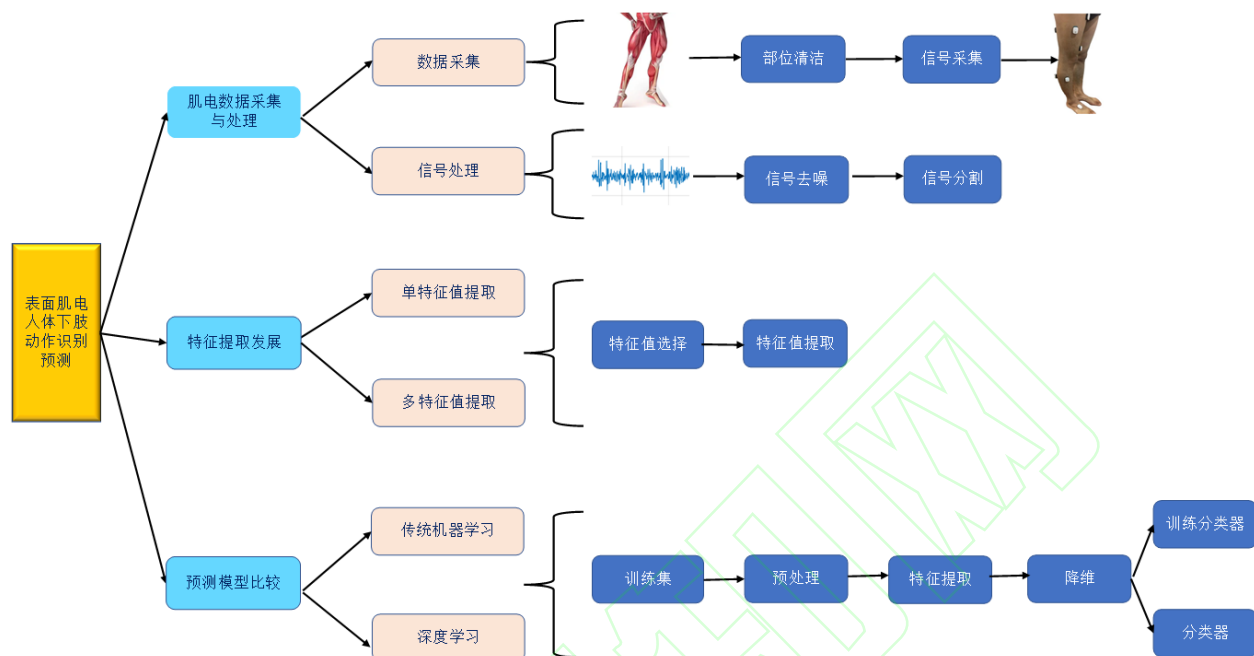 表面肌电
人体下肢
动作识别
预测
肌电数据采集
与处理
数据采集
部位清洁
信号采集
信号处理
信号去噪
信号分割
特征提取发展
单特征值提取
多特征值提取
特征值选择
特征值提取
预测模型比较
传统机器学习
深度学习
训练集
预处理
特征提取
降维
训练分类器
分类器